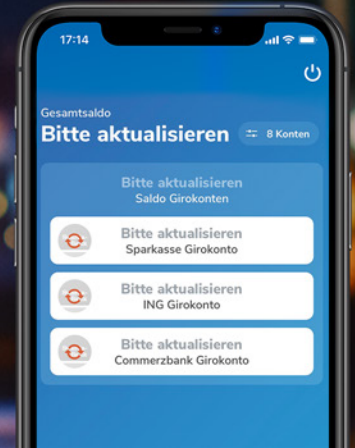 17:14
Gesamtsaldo
Bitte aktualisieren
8 Konten
Bitte aktualisieren
Saldo Girokonten
Bitte aktualisieren
Sparkasse Girokonto
Bitte aktualisieren
ING Girokonto
Bitte aktualisieren
Commerzbank Girokonto